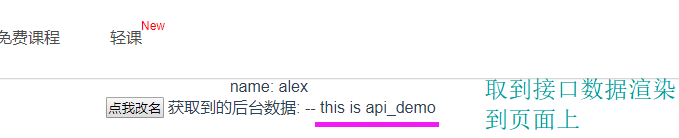 免费课程 轻课 New
name: alex
点我改名 获取到的后台数据: -- this is api_demo
取到接口数据渲染
到页面上